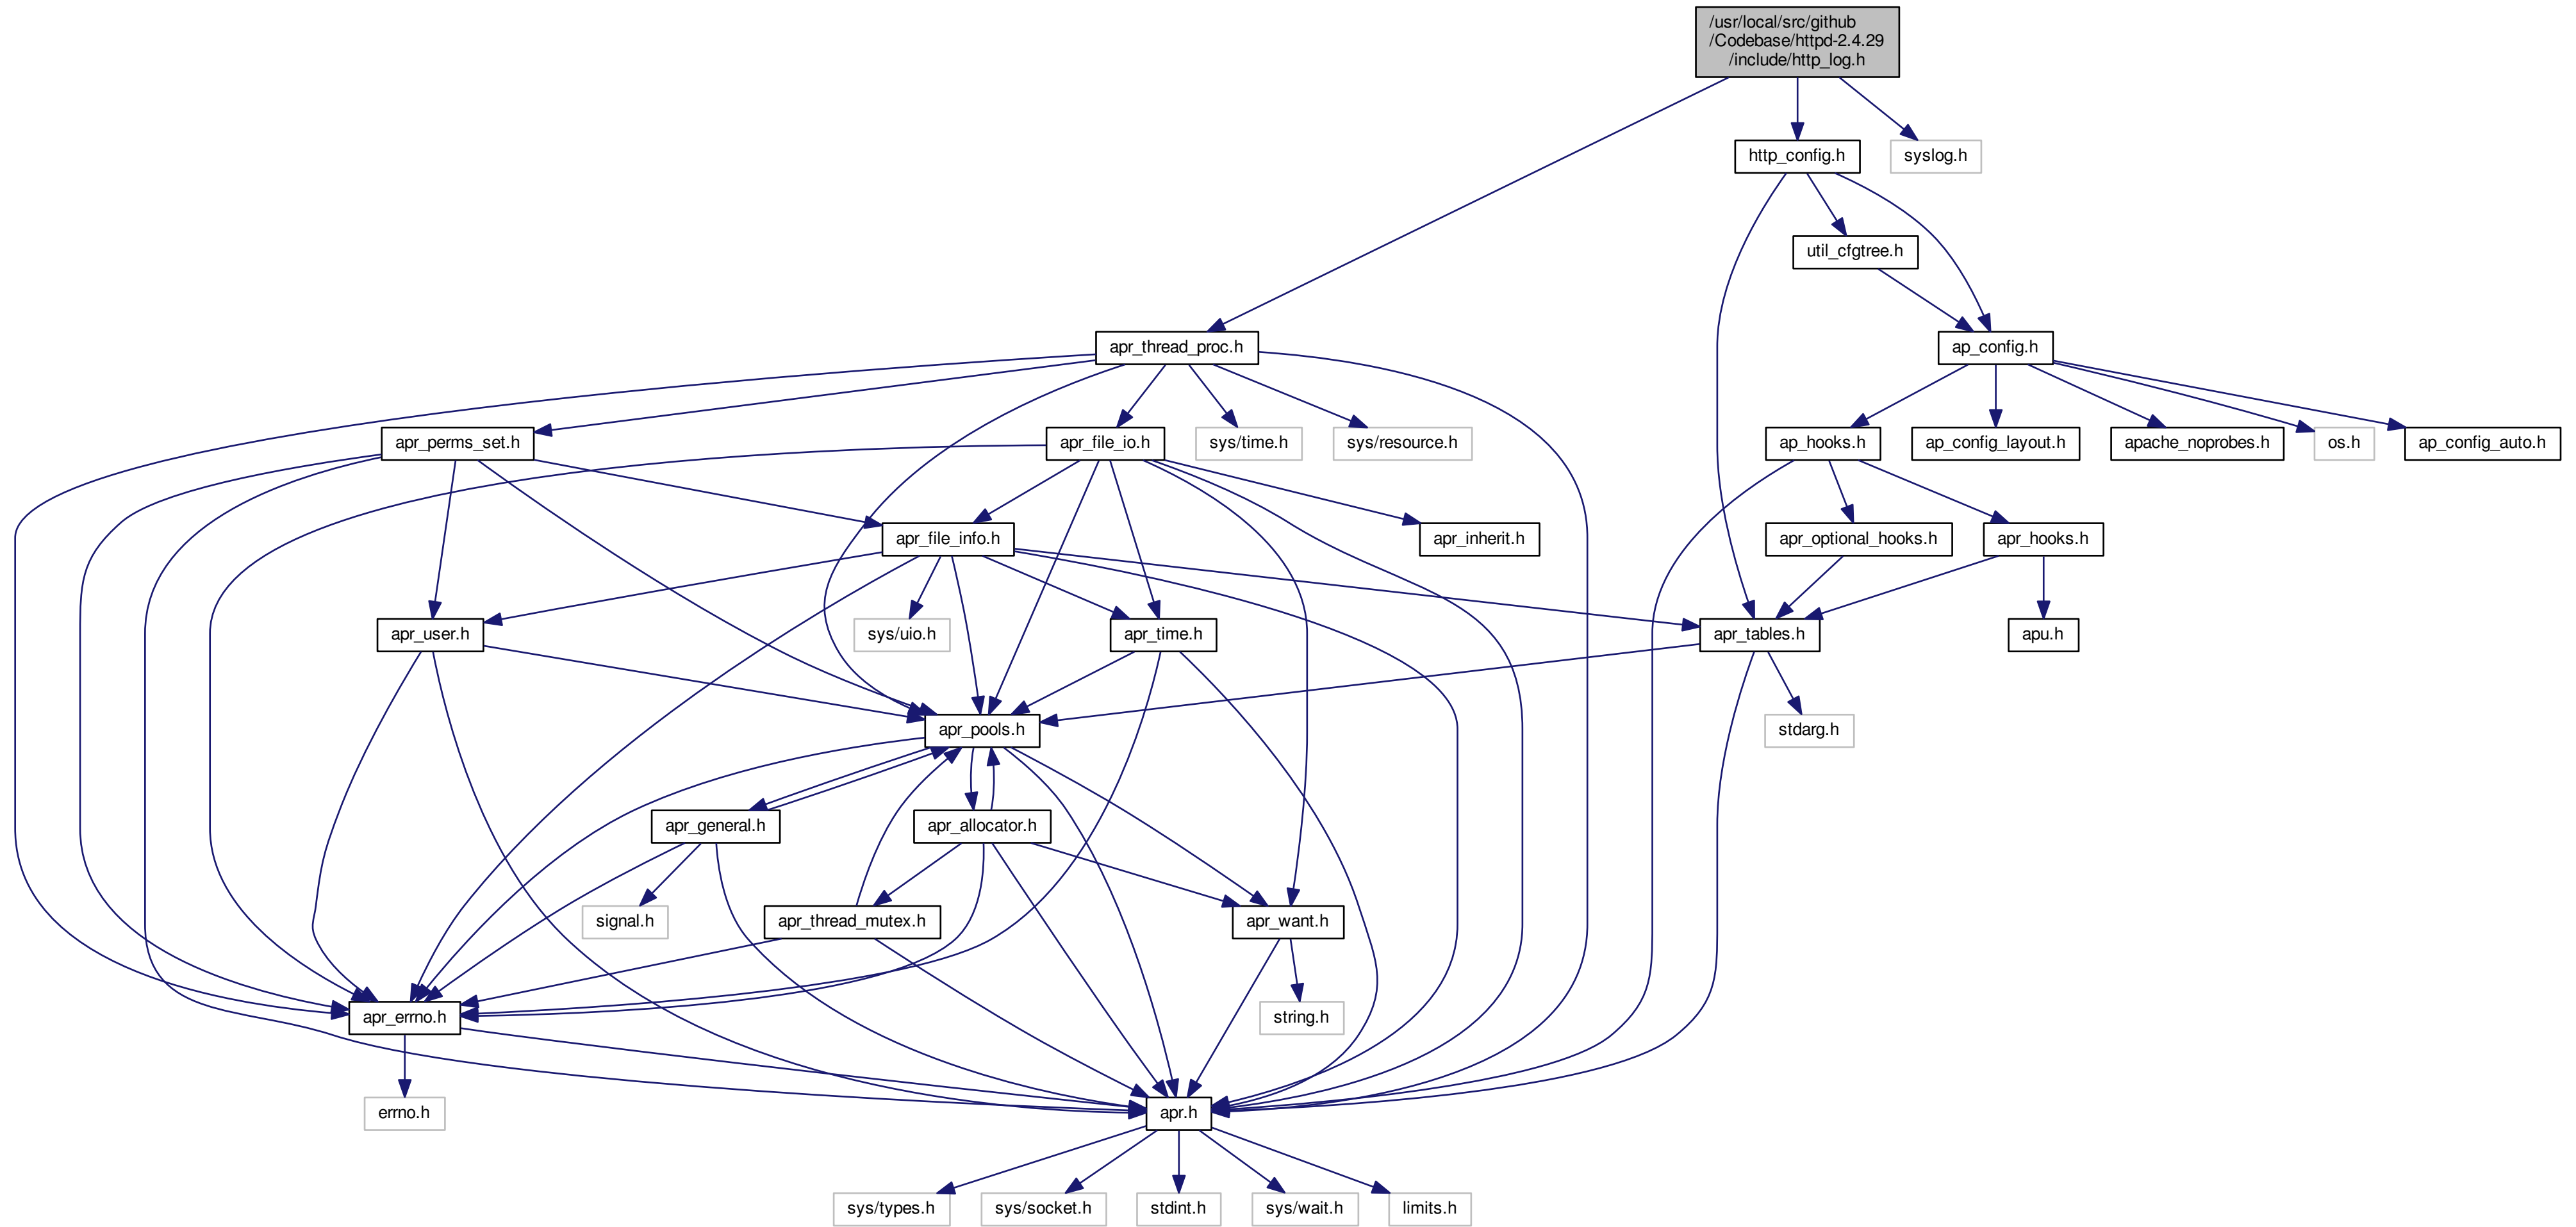 /usr/local/src/github
/Codebase/httpd-2.4.29
/include/http_log.h
http_config.h
syslog.h
util_cfgtree.h
apr_thread_proc.h
ap_config.h
apr_perms_set.h
apr_file_io.h
sys/time.h
sys/resource.h
ap_hooks.h
ap_config_layout.h
apache_noprobes.h
os.h
ap_config_auto.h
apr_file_info.h
apr_inherit.h
apr_optional_hooks.h
apr_hooks.h
apr_user.h
sys/uio.h
apr_time.h
apr_tables.h
apu.h
apr_pools.h
stdarg.h
apr_general.h
apr_allocator.h
signal.h
apr_thread_mutex.h
apr_want.h
apr_errno.h
string.h
errno.h
apr.h
sys/types.h
sys/socket.h
stdint.h
sys/wait.h
limits.h